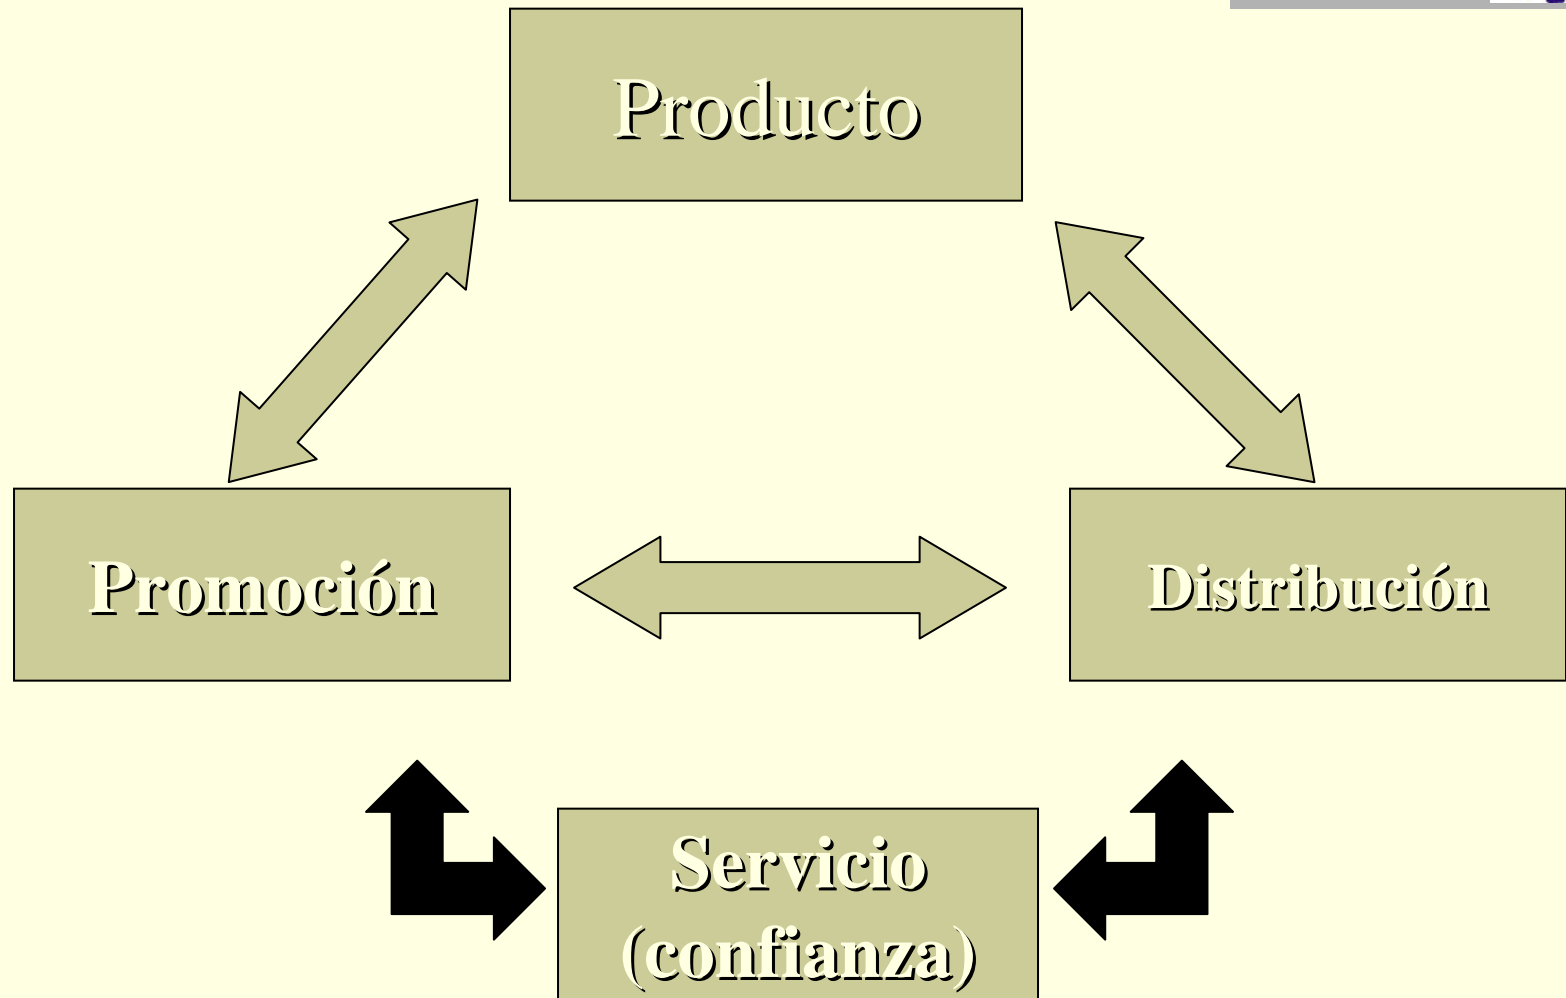 Producto
Promoción
Distribución
Servicio
(confianza)